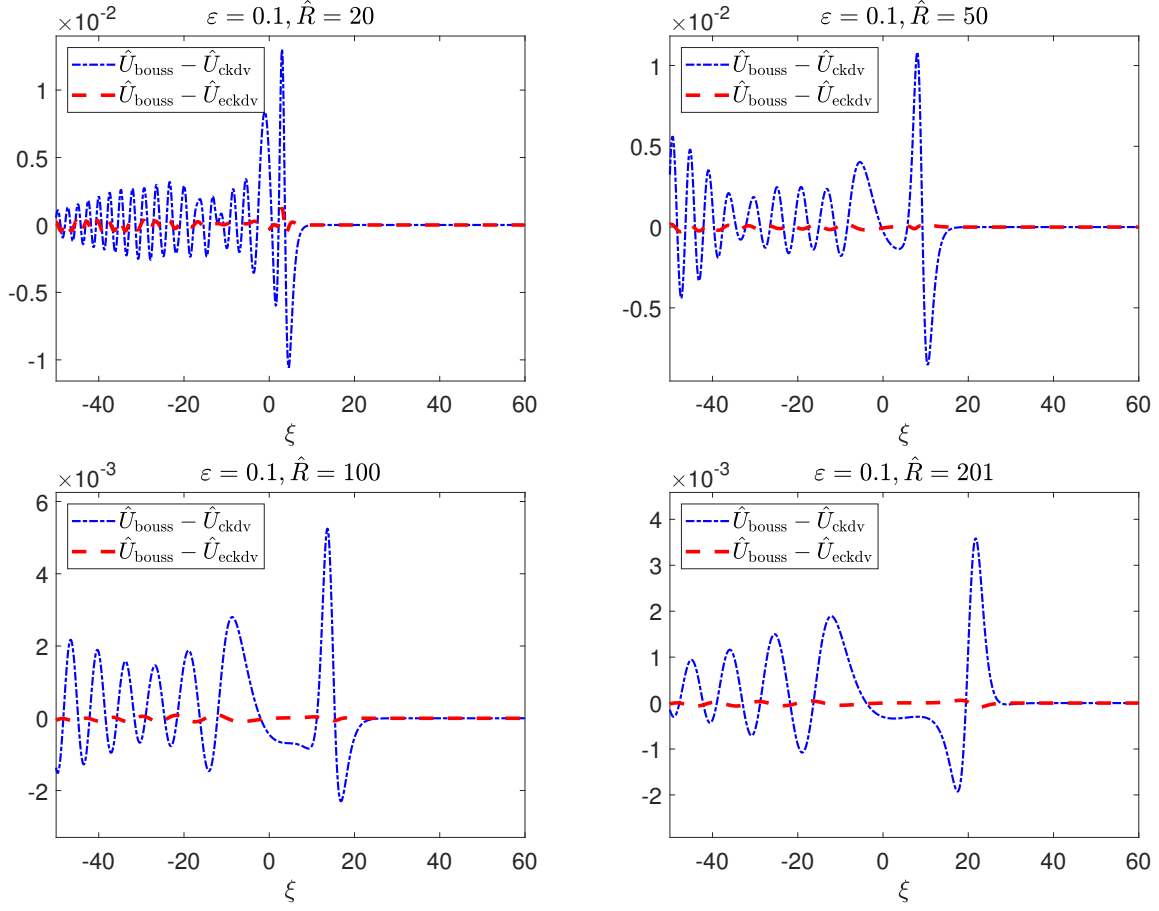 ×10⁻²
ε = 0.1, R̂ = 20
Û_bouss − Û_ckdv
Û_bouss − Û_eckdv
1
0.5
0
-0.5
-1
-40 -20 0 20 40 60
ξ
×10⁻²
ε = 0.1, R̂ = 50
Û_bouss − Û_ckdv
Û_bouss − Û_eckdv
1
0.5
0
-0.5
-40 -20 0 20 40 60
ξ
×10⁻³
ε = 0.1, R̂ = 100
Û_bouss − Û_ckdv
Û_bouss − Û_eckdv
6
4
2
0
-2
-40 -20 0 20 40 60
ξ
×10⁻³
ε = 0.1, R̂ = 201
Û_bouss − Û_ckdv
Û_bouss − Û_eckdv
4
3
2
1
0
-1
-2
-40 -20 0 20 40 60
ξ